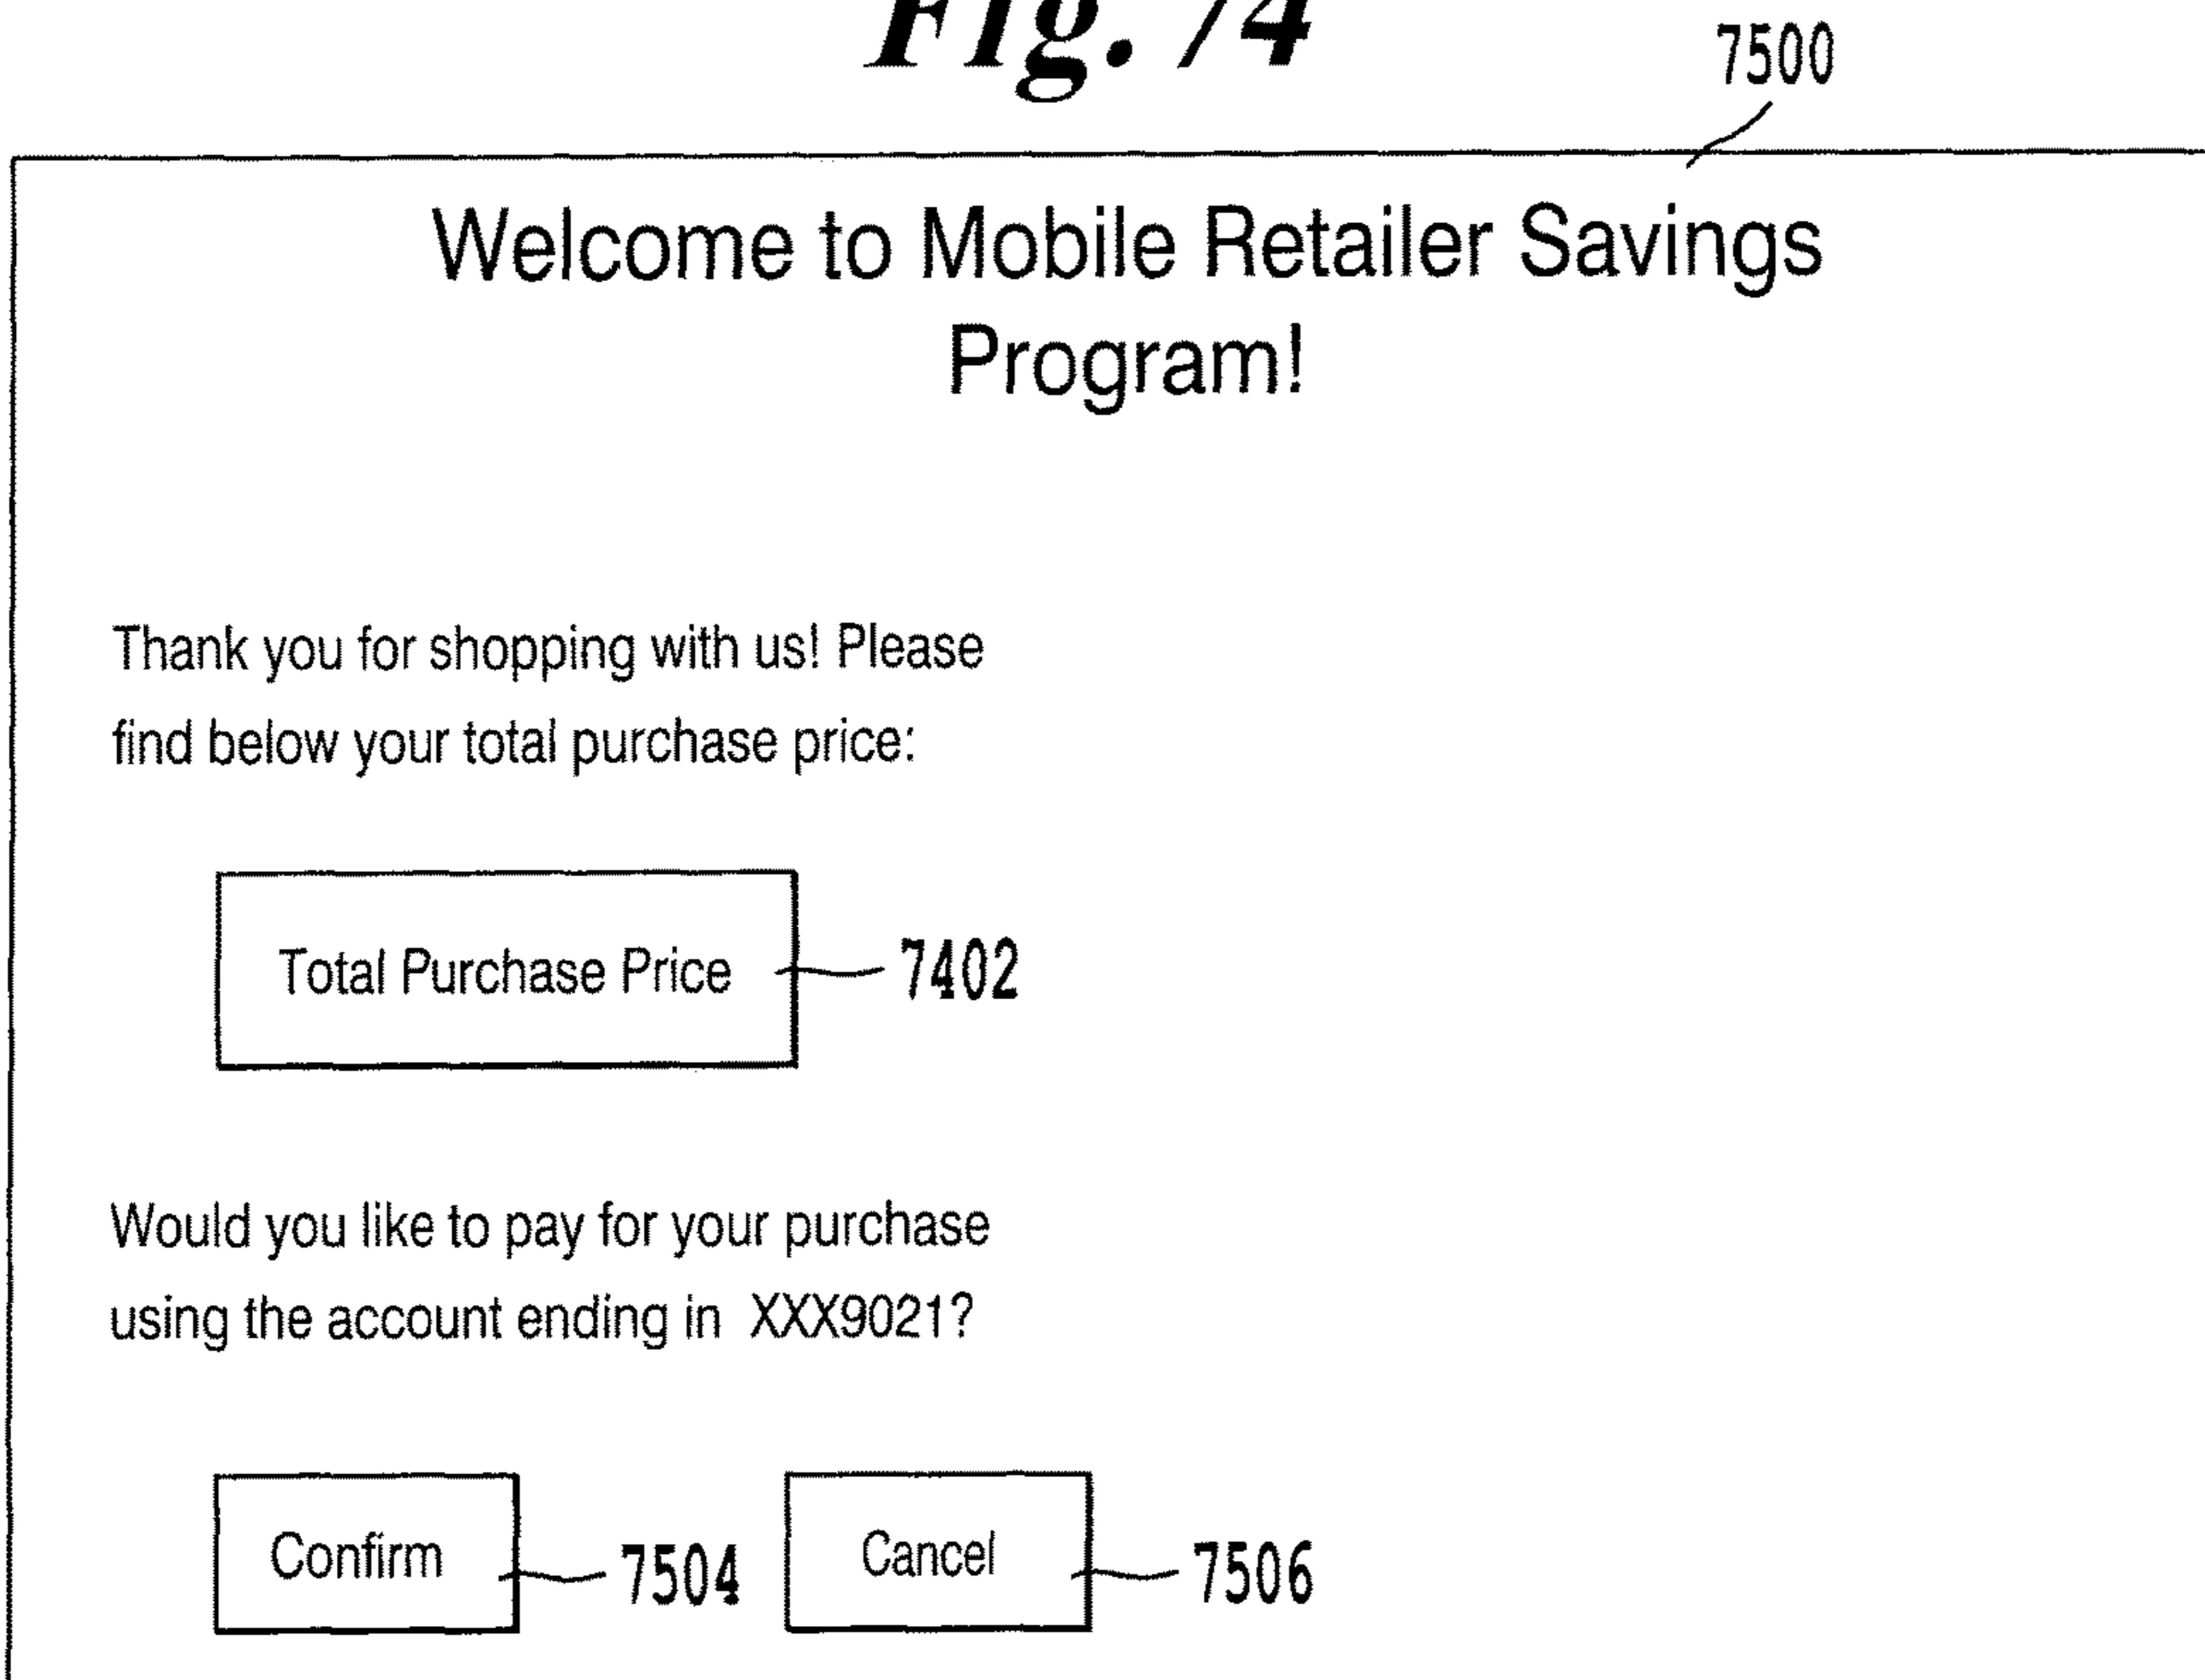 Fig. 74
7500
Welcome to Mobile Retailer Savings
Program!
Thank you for shopping with us! Please
find below your total purchase price:
Total Purchase Price 7402
Would you like to pay for your purchase
using the account ending in XXX9021?
Confirm 7504 Cancel 7506